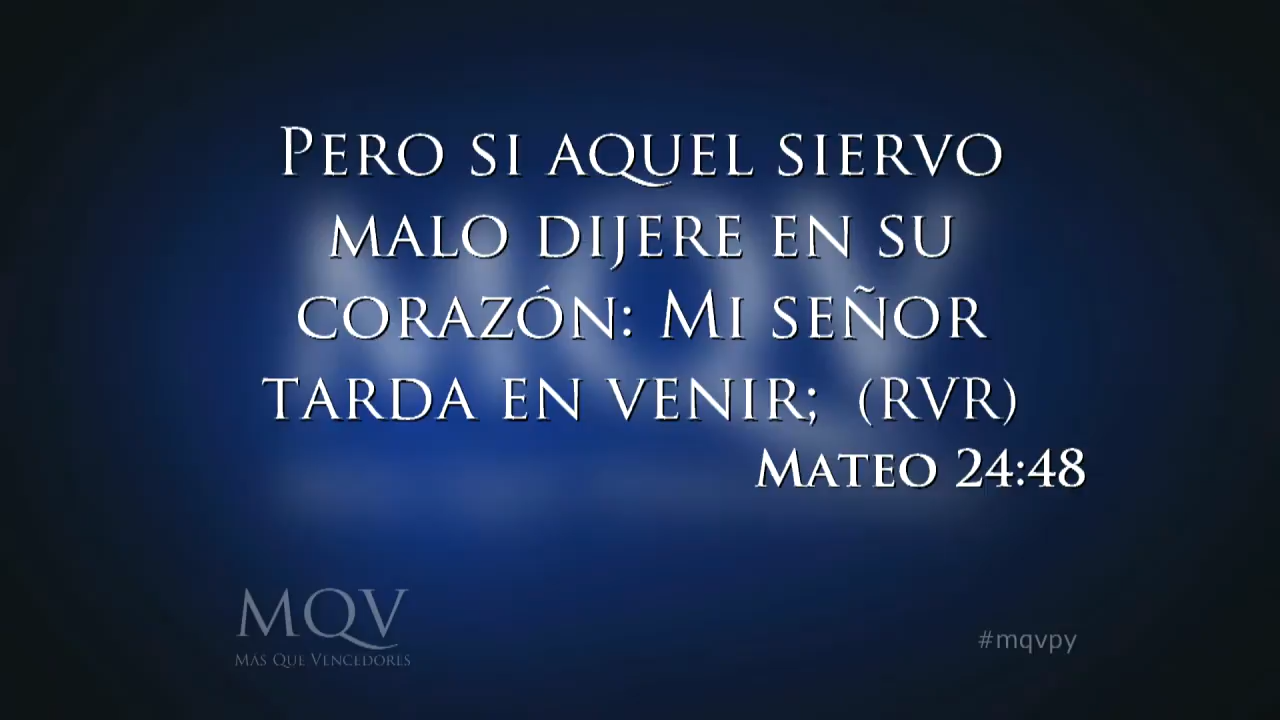 Pero si aquel siervo
malo dijere en su
corazón: Mi señor
tarda en venir; (RVR)
Mateo 24:48
MQV
Más Que Vencedores
#mqvpy